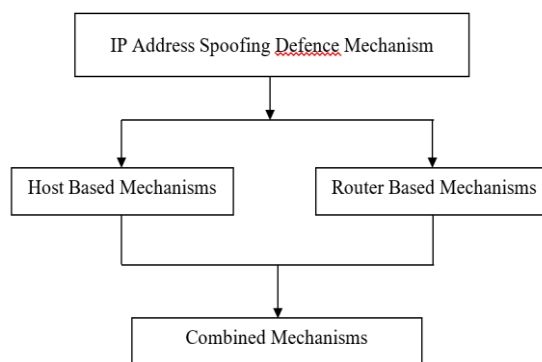 IP Address Spoofing Defence Mechanism
Host Based Mechanisms
Router Based Mechanisms
Combined Mechanisms